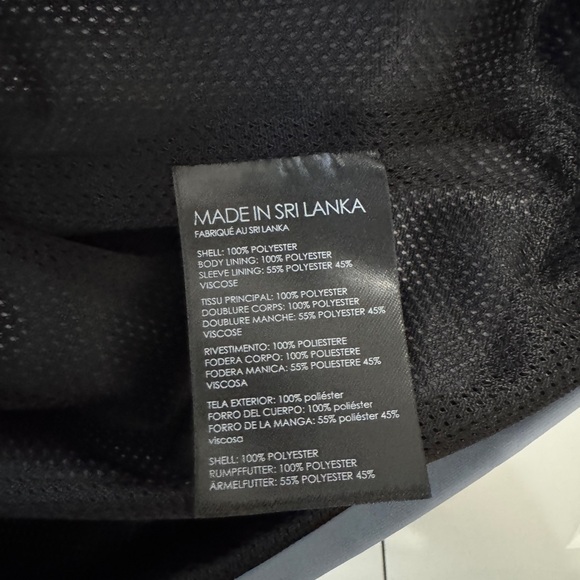 MADE IN SRI LANKA
FABRIQUÉ AU SRI LANKA
SHELL: 100% POLYESTER
BODY LINING: 100% POLYESTER
SLEEVE LINING: 55% POLYESTER 45%
VISCOSE
TISSU PRINCIPAL: 100% POLYESTER
DOUBLURE CORPS: 100% POLYESTER
DOUBLURE MANCHE: 55% POLYESTER 45%
VISCOSE
RIVESTIMENTO: 100% POLIESTERE
FODERA CORPO: 100% POLIESTERE
FODERA MANICA: 55% POLIESTERE 45%
VISCOSA
TELA EXTERIOR: 100% poliéster
FORRO DEL CUERPO: 100% poliéster
FORRO DE LA MANGA: 55% poliéster 45%
viscosa
SHELL: 100% POLYESTER
RUMPFFUTTER: 100% POLYESTER
ÄRMELFUTTER: 55% POLYESTER 45%